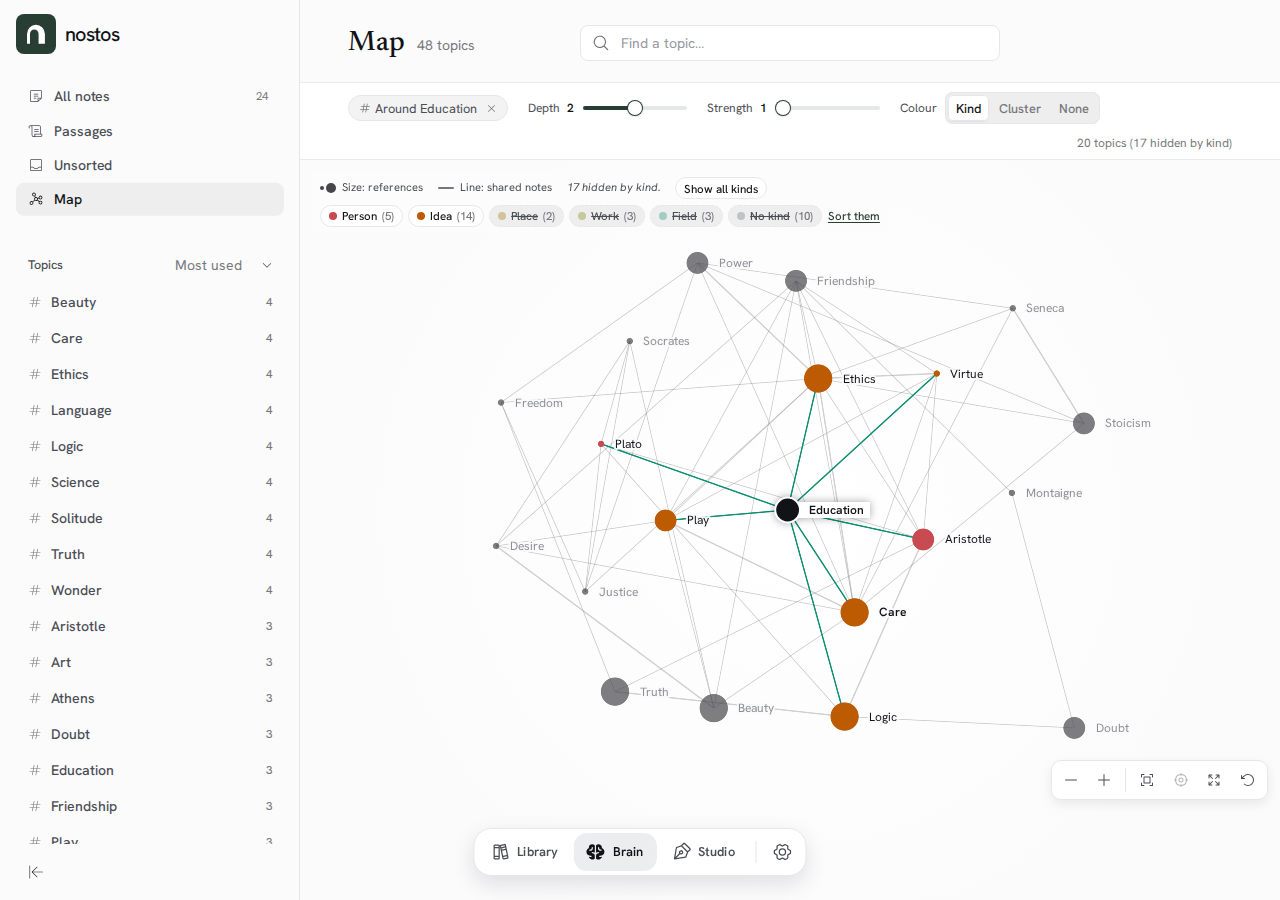 nostos
All notes 24
Passages
Unsorted
Map
Topics Most used
# Beauty 4
# Care 4
# Ethics 4
# Language 4
# Logic 4
# Science 4
# Solitude 4
# Truth 4
# Wonder 4
# Aristotle 3
# Art 3
# Athens 3
# Doubt 3
# Education 3
# Friendship 3
# Play 3
Map 48 topics
Find a topic...
# Around Education ×
Depth 2
Strength 1
Colour Kind Cluster None
20 topics (17 hidden by kind)
Size: references Line: shared notes 17 hidden by kind. Show all kinds
Person (5) Idea (14) Place (2) Work (3) Field (3) No kind (10) Sort them
Power
Friendship
Seneca
Socrates
Ethics
Virtue
Freedom
Stoicism
Plato
Montaigne
Education
Play
Aristotle
Desire
Justice
Care
Truth
Beauty
Logic
Doubt
Library Brain Studio